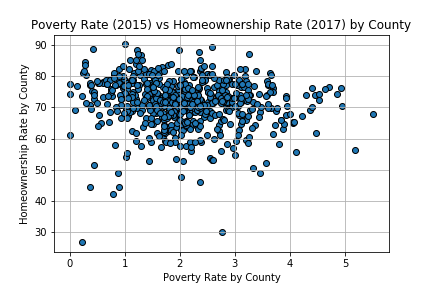 Poverty Rate (2015) vs Homeownership Rate (2017) by County
Homeownership Rate by County
90
80
70
60
50
40
30
0 1 2 3 4 5
Poverty Rate by County